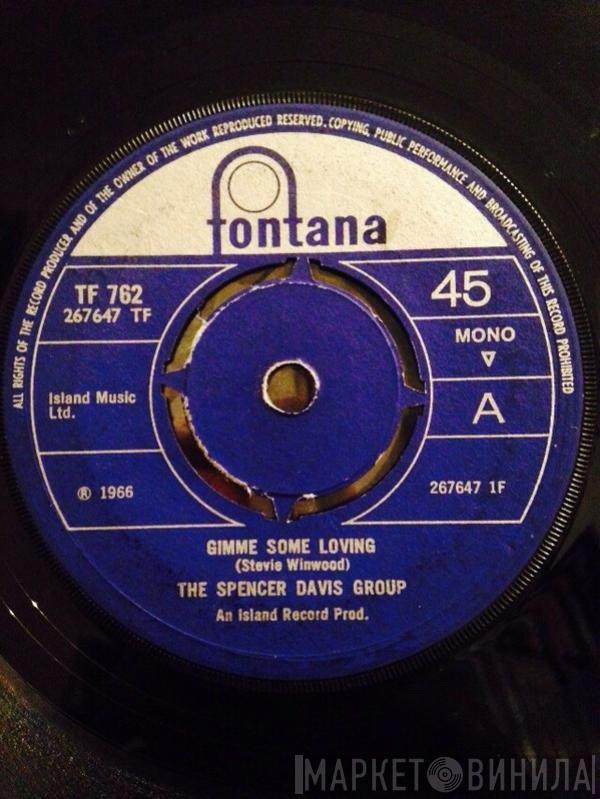 ALL RIGHTS OF THE RECORD PRODUCER AND OF THE OWNER OF THE WORK REPRODUCED RESERVED. COPYING, PUBLIC PERFORMANCE AND BROADCASTING OF THIS RECORD PROHIBITED
fontana
TF 762
267647 TF
45
MONO
A
Island Music
Ltd.
℗ 1966
267647 1F
GIMME SOME LOVING
(Stevie Winwood)
THE SPENCER DAVIS GROUP
An Island Record Prod.
МАРКЕТ ВИНИЛА